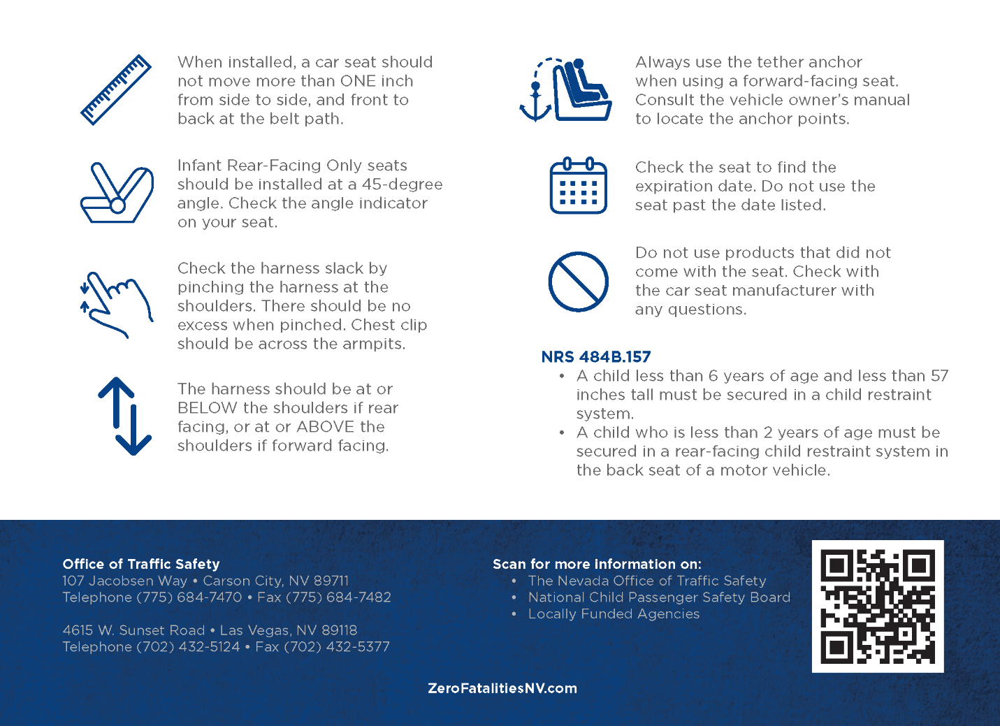 When installed, a car seat should
not move more than ONE inch
from side to side, and front to
back at the belt path.
Infant Rear-Facing Only seats
should be installed at a 45-degree
angle. Check the angle indicator
on your seat.
Check the harness slack by
pinching the harness at the
shoulders. There should be no
excess when pinched. Chest clip
should be across the armpits.
The harness should be at or
BELOW the shoulders if rear
facing, or at or ABOVE the
shoulders if forward facing.
Always use the tether anchor
when using a forward-facing seat.
Consult the vehicle owner's manual
to locate the anchor points.
Check the seat to find the
expiration date. Do not use the
seat past the date listed.
Do not use products that did not
come with the seat. Check with
the car seat manufacturer with
any questions.
NRS 484B.157
• A child less than 6 years of age and less than 57
inches tall must be secured in a child restraint
system.
• A child who is less than 2 years of age must be
secured in a rear-facing child restraint system in
the back seat of a motor vehicle.
Office of Traffic Safety
107 Jacobsen Way • Carson City, NV 89711
Telephone (775) 684-7470 • Fax (775) 684-7482
4615 W. Sunset Road • Las Vegas, NV 89118
Telephone (702) 432-5124 • Fax (702) 432-5377
Scan for more information on:
• The Nevada Office of Traffic Safety
• National Child Passenger Safety Board
• Locally Funded Agencies
ZeroFatalitiesNV.com